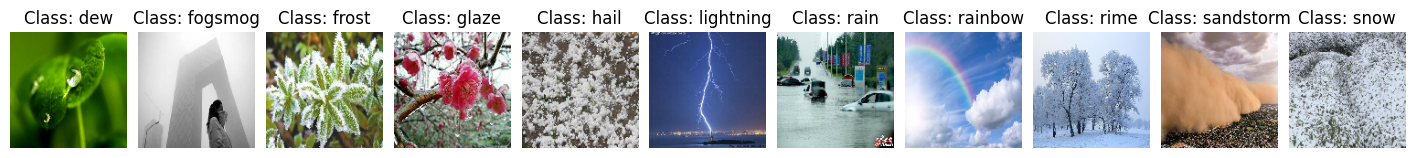 Class: dew
Class: fogsmog
Class: frost
Class: glaze
Class: hail
Class: lightning
Class: rain
Class: rainbow
Class: rime
Class: sandstorm
Class: snow